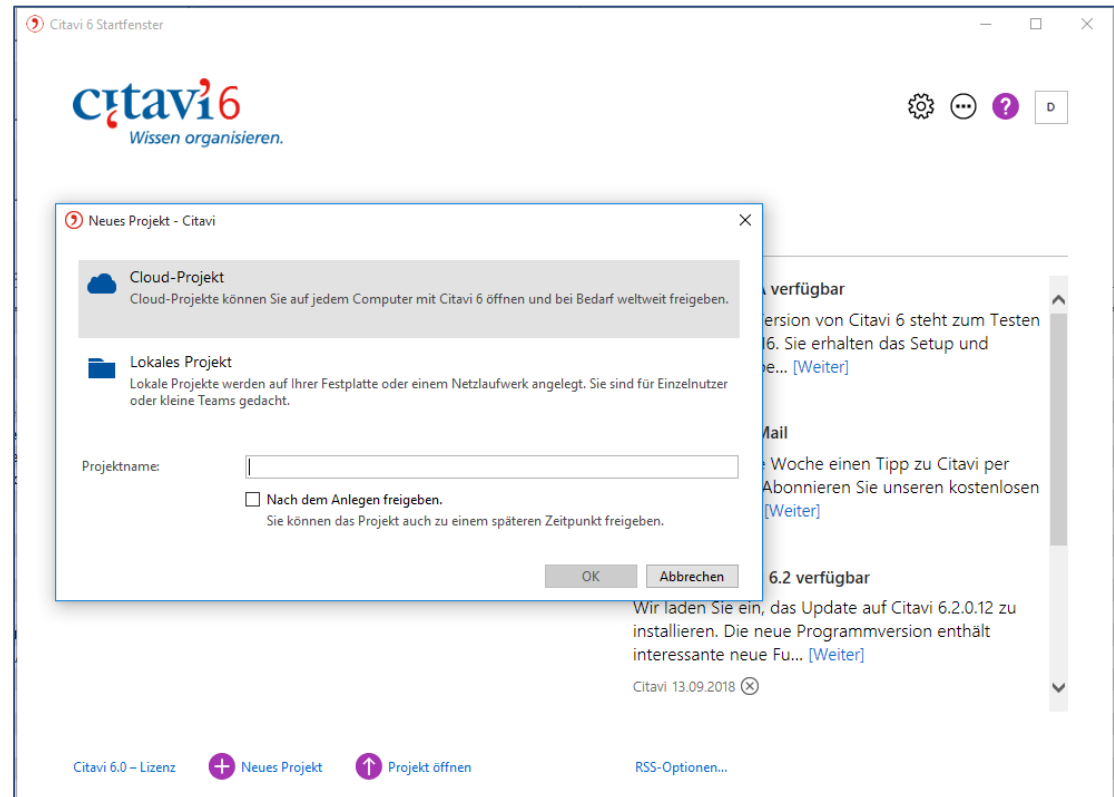 Citavi 6 Startfenster
citavi 6
Wissen organisieren.
D
Neues Projekt - Citavi
Cloud-Projekt
Cloud-Projekte können Sie auf jedem Computer mit Citavi 6 öffnen und bei Bedarf weltweit freigeben.
Lokales Projekt
Lokale Projekte werden auf Ihrer Festplatte oder einem Netzlaufwerk angelegt. Sie sind für Einzelnutzer
oder kleine Teams gedacht.
Projektname:
Nach dem Anlegen freigeben.
Sie können das Projekt auch zu einem späteren Zeitpunkt freigeben.
OK Abbrechen
verfügbar
ersion von Citavi 6 steht zum Testen
16. Sie erhalten das Setup und
be... [Weiter]
Mail
Woche einen Tipp zu Citavi per
Abonnieren Sie unseren kostenlosen
[Weiter]
6.2 verfügbar
Wir laden Sie ein, das Update auf Citavi 6.2.0.12 zu
installieren. Die neue Programmversion enthält
interessante neue Fu... [Weiter]
Citavi 13.09.2018
Citavi 6.0 – Lizenz Neues Projekt Projekt öffnen RSS-Optionen...